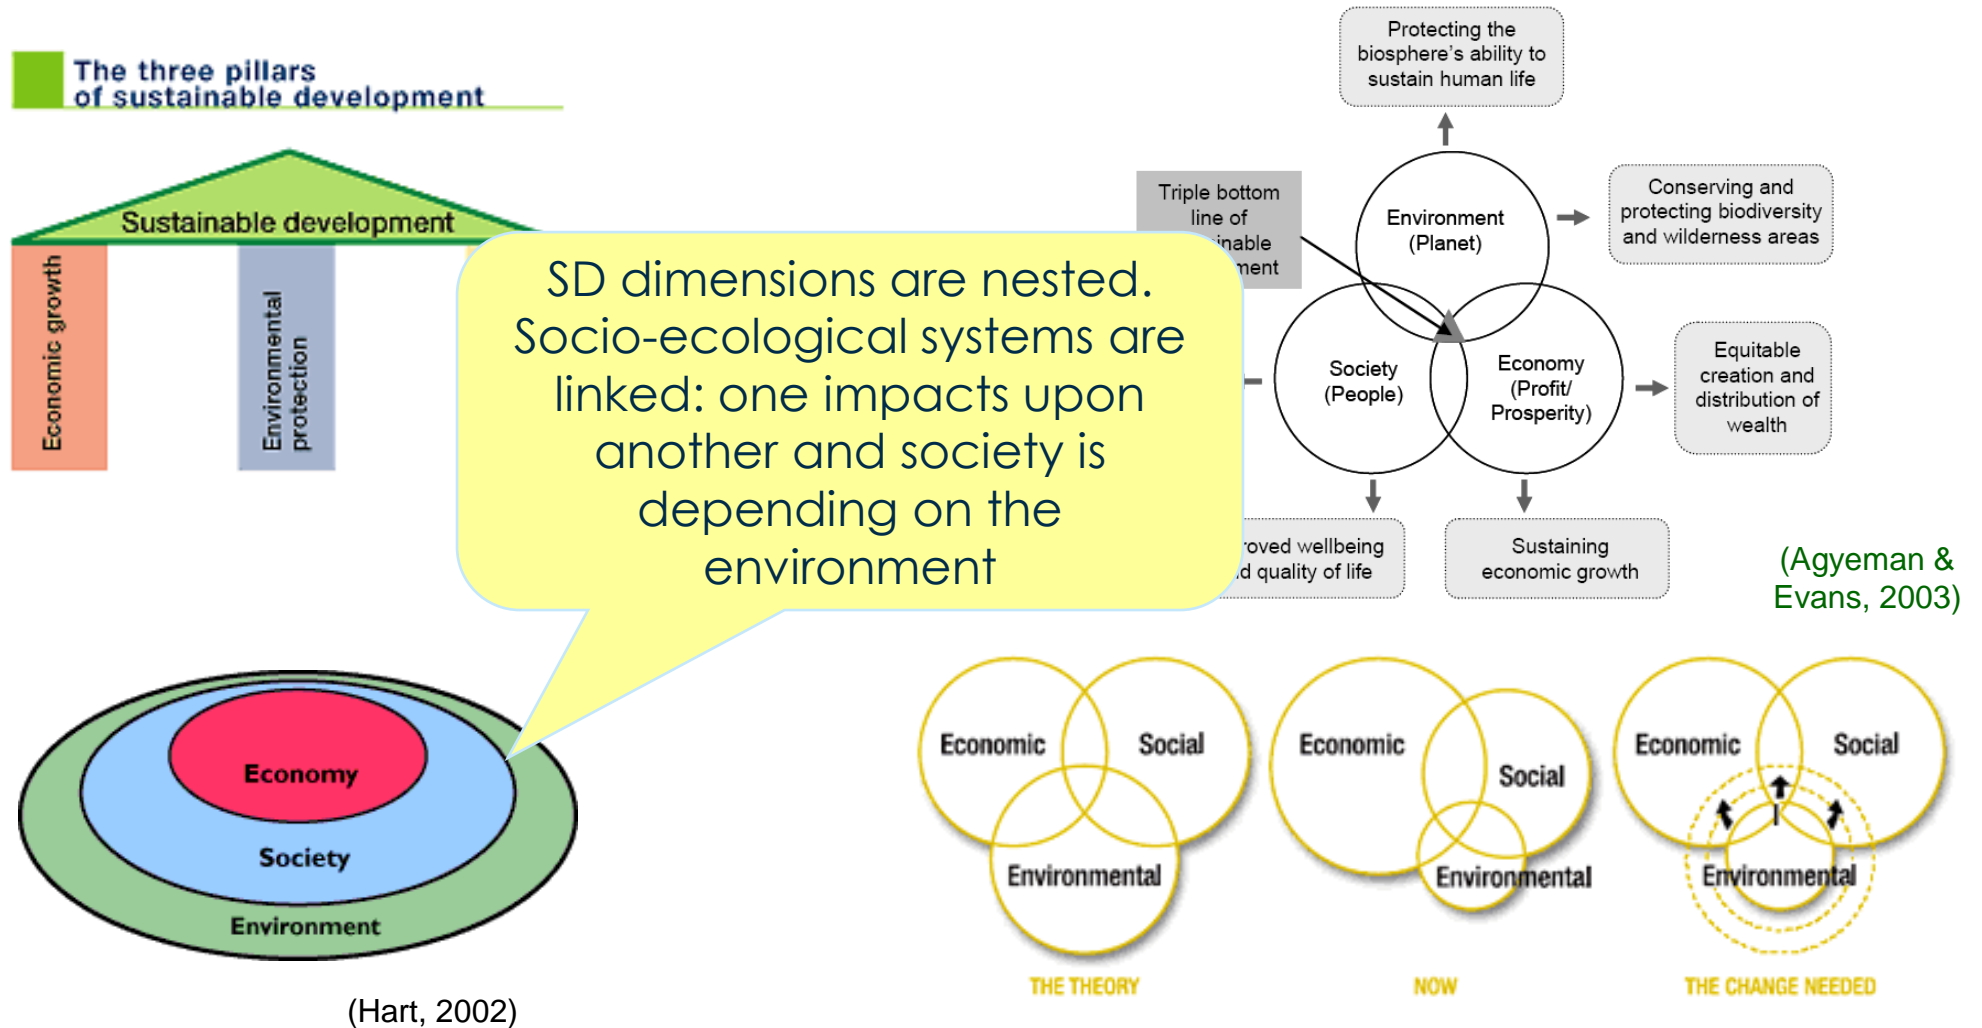 The three pillars
of sustainable development
Sustainable development
Economic growth
Environmental
protection
SD dimensions are nested.
Socio-ecological systems are
linked: one impacts upon
another and society is
depending on the
environment
Protecting the
biosphere's ability to
sustain human life
Triple bottom
line of
Environment
(Planet)
Conserving and
protecting biodiversity
and wilderness areas
Society
(People)
Economy
(Profit/
Prosperity)
Equitable
creation and
distribution of
wealth
wellbeing
quality of life
Sustaining
economic growth
(Agyeman &
Evans, 2003)
Economy
Society
Environment
(Hart, 2002)
Economic
Social
Environmental
THE THEORY
Economic
Social
Environmental
NOW
Economic
Social
Environmental
THE CHANGE NEEDED